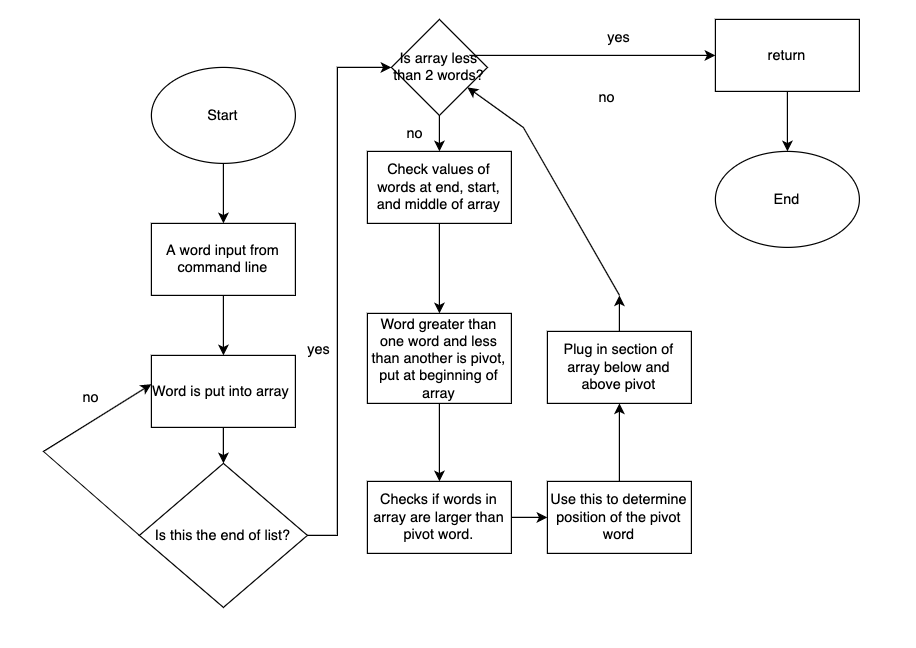 Start
A word input from
command line
Word is put into array
no
Is this the end of list?
yes
Is array less
than 2 words?
yes
no
no
return
End
Check values of
words at end, start,
and middle of array
Word greater than
one word and less
than another is pivot,
put at beginning of
array
Checks if words in
array are larger than
pivot word.
Use this to determine
position of the pivot
word
Plug in section of
array below and
above pivot